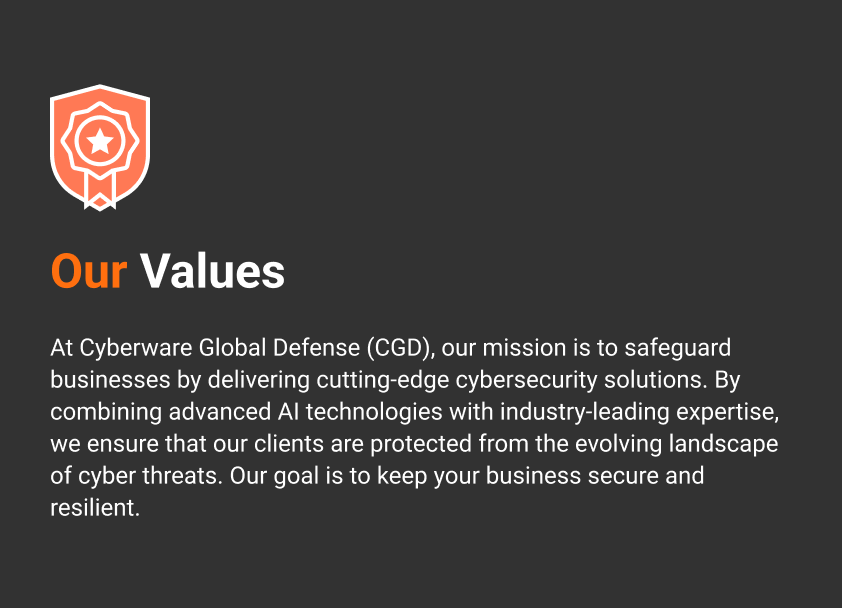 Our Values
At Cyberware Global Defense (CGD), our mission is to safeguard
businesses by delivering cutting-edge cybersecurity solutions. By
combining advanced AI technologies with industry-leading expertise,
we ensure that our clients are protected from the evolving landscape
of cyber threats. Our goal is to keep your business secure and
resilient.